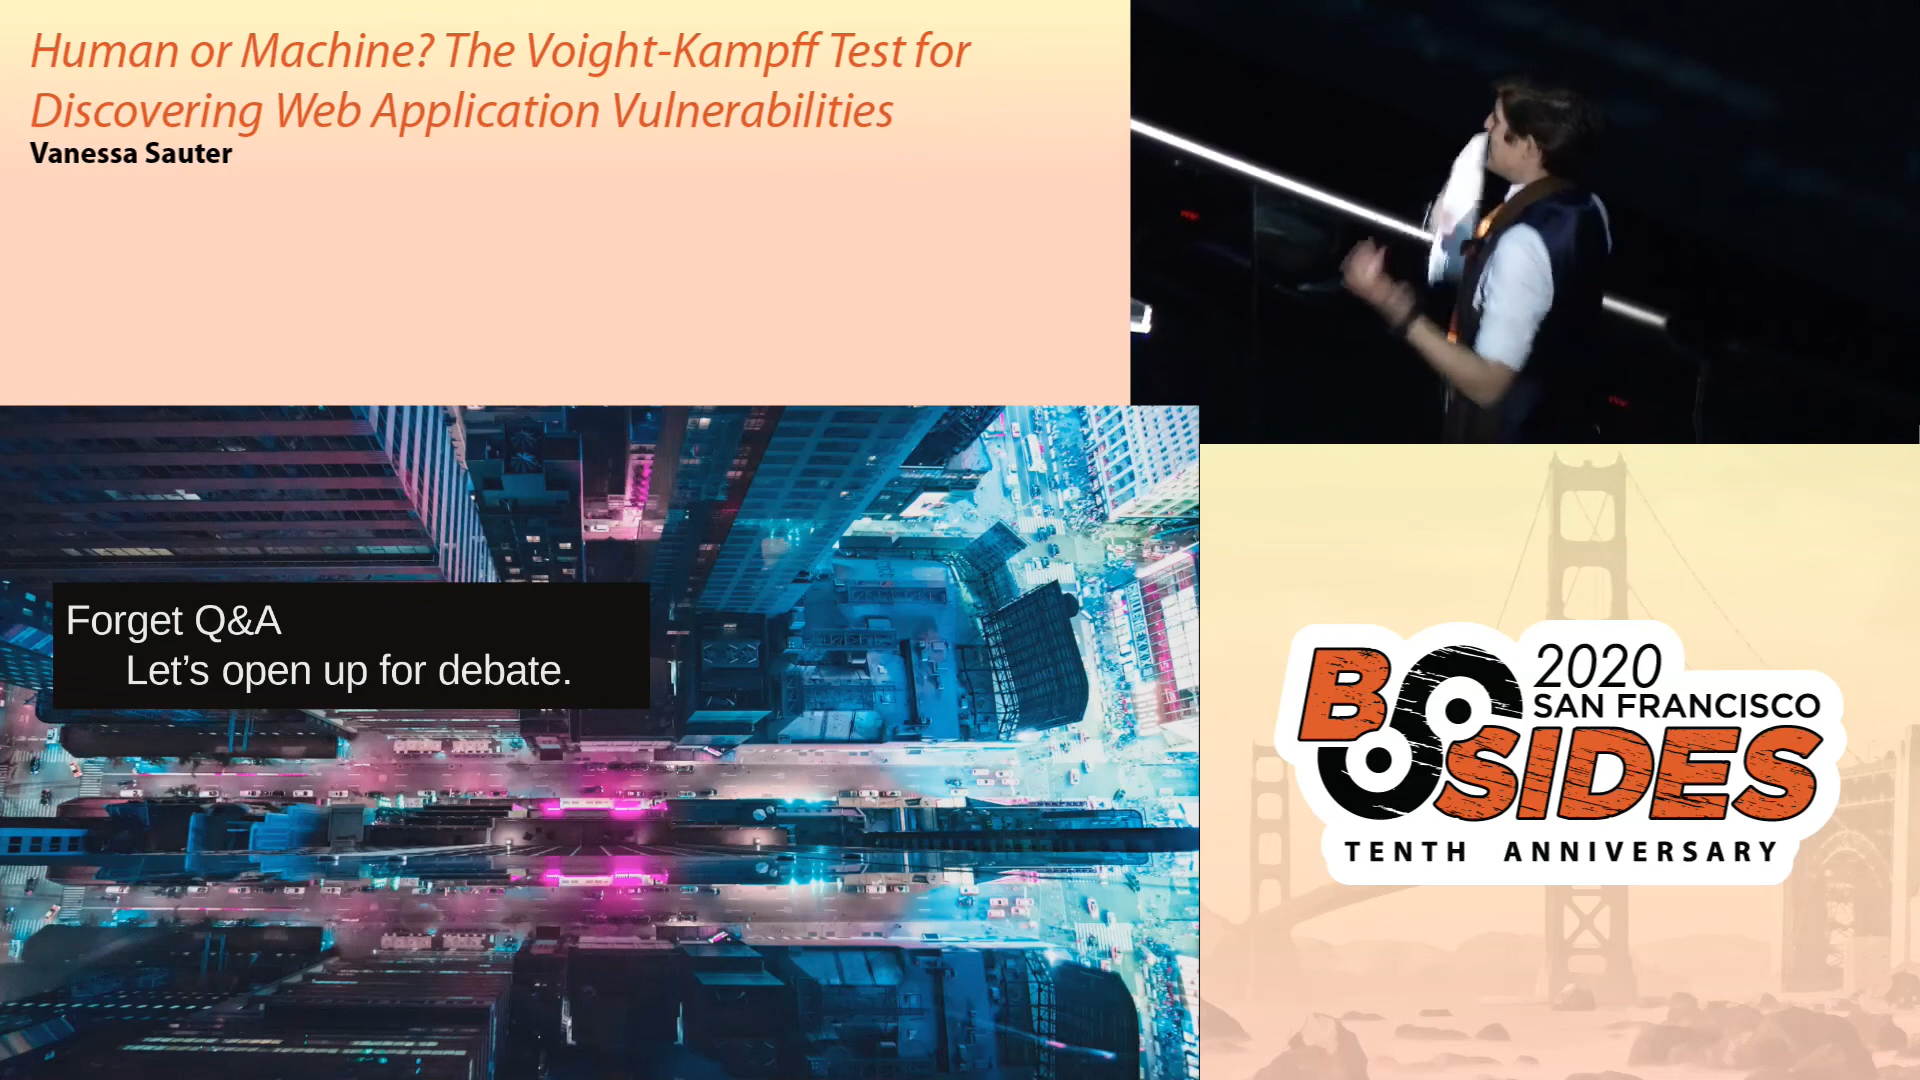 Human or Machine? The Voight-Kampff Test for
Discovering Web Application Vulnerabilities
Vanessa Sauter
Forget Q&A
Let's open up for debate.
2020
SAN FRANCISCO
BSIDES
TENTH ANNIVERSARY